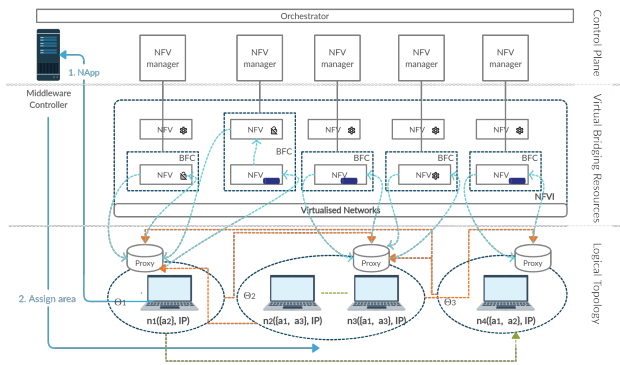 Orchestrator
Control Plane
NFV manager
NFV manager
NFV manager
NFV manager
NFV manager
1. NApp
Middleware
Controller
Virtual Bridging Resources
NFV
NFV
NFV
NFV
NFV
BFC
BFC
BFC
BFC
BFC
NFV
NFV
NFV
NFV
NFV
NFVI
Virtualised Networks
Logical Topology
Proxy
Proxy
Proxy
2. Assign area
Θ1
Θ2
Θ3
n1({a2}, IP)
n2({a1, a3}, IP)
n3({a1, a3}, IP)
n4({a1, a2}, IP)